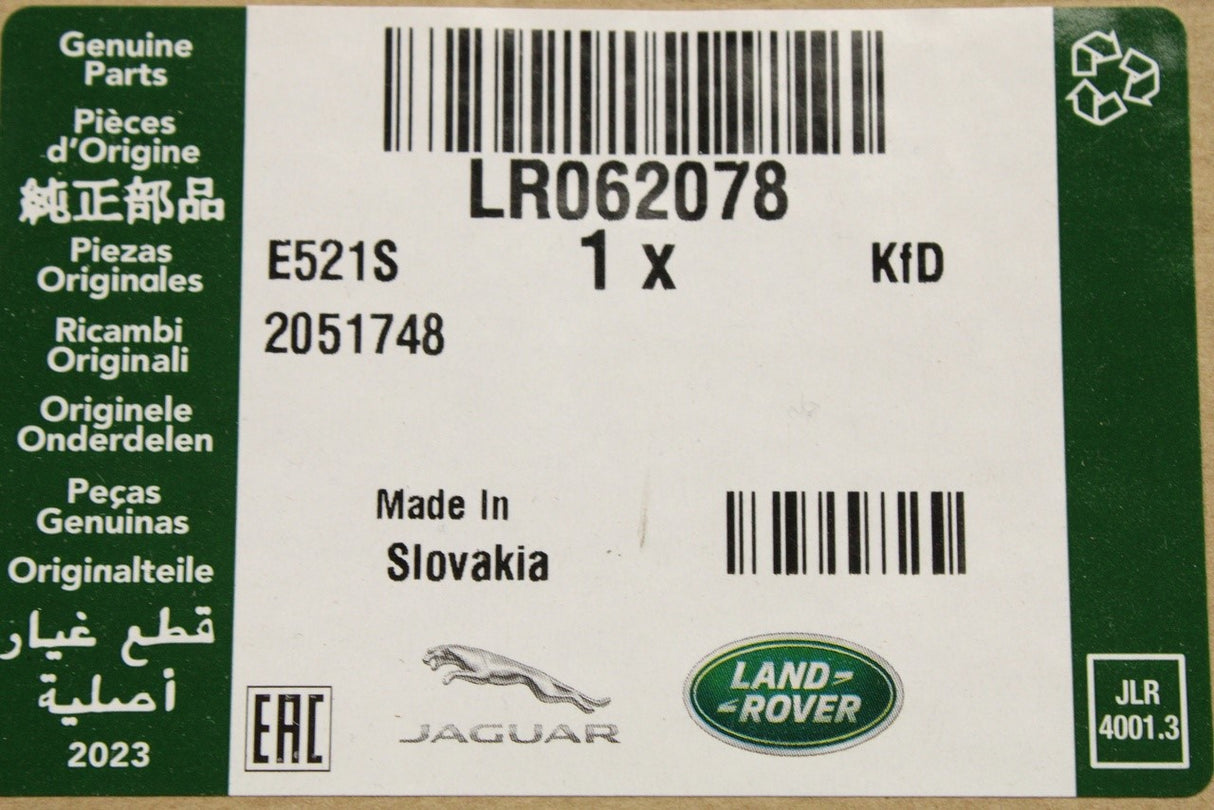 Genuine
Parts
Pièces
d'Origine
純正部品
Piezas
Originales
Ricambi
Originali
Originele
Onderdelen
Peças
Genuinas
Originalteile
قطع غيار
أصلية
2023
LR062078
E521S
1 x
KfD
2051748
Made In
Slovakia
EAC
JAGUAR
LAND-
-ROVER
JLR
4001.3